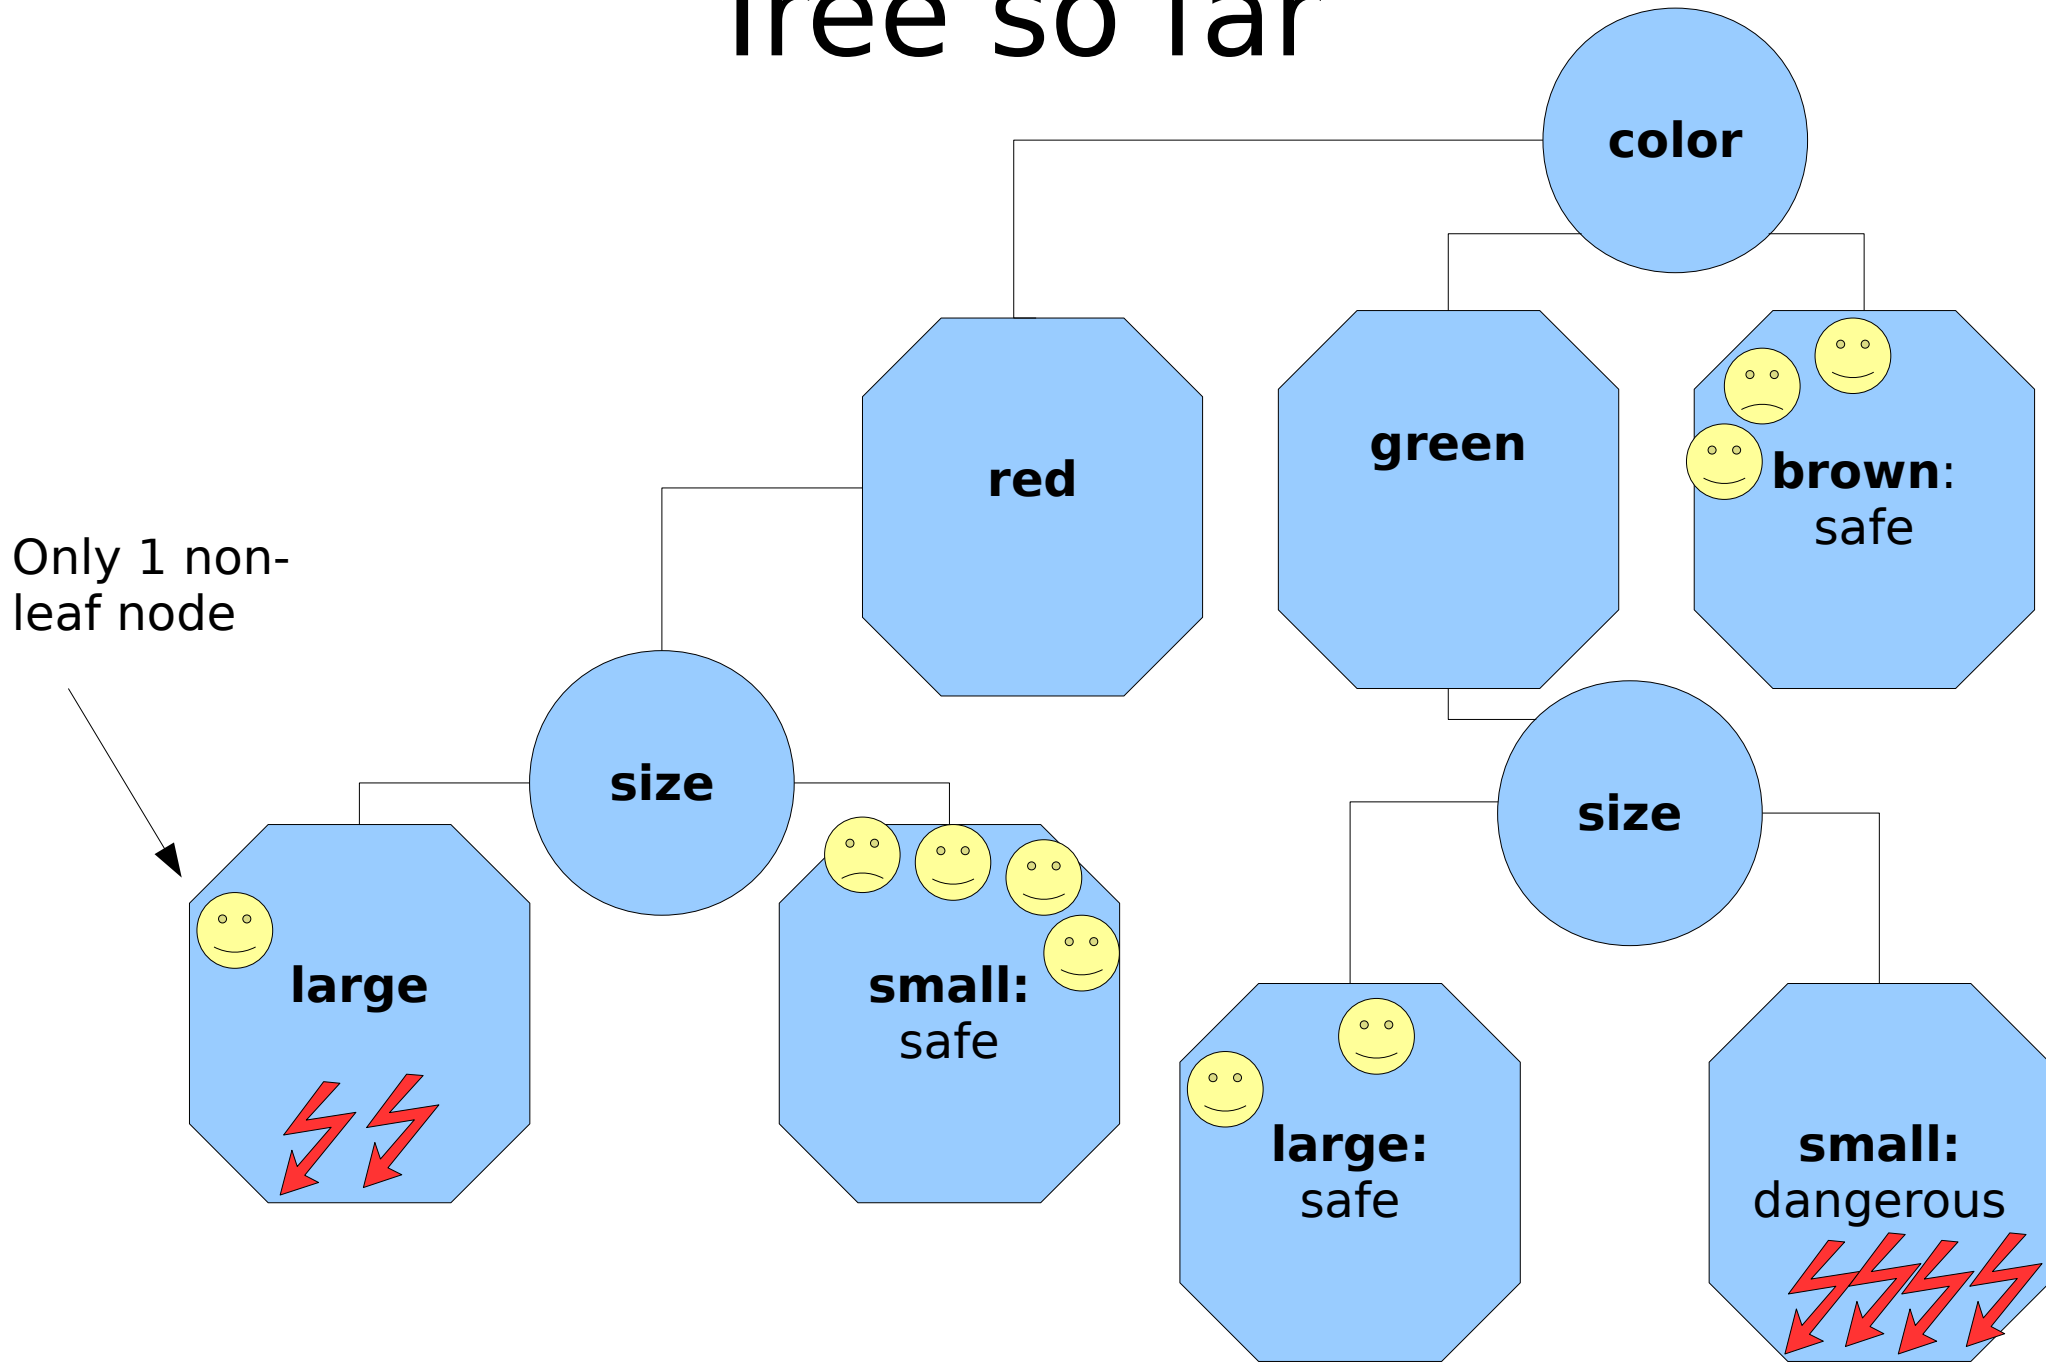 Tree so far
color
red
green
brown:
safe
Only 1 non-
leaf node
size
size
large
small:
safe
large:
safe
small:
dangerous